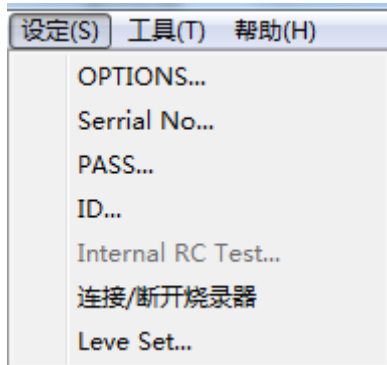 设定(S) 工具(T) 帮助(H)
OPTIONS...
Serrial No...
PASS...
ID...
Internal RC Test...
连接/断开烧录器
Leve Set...